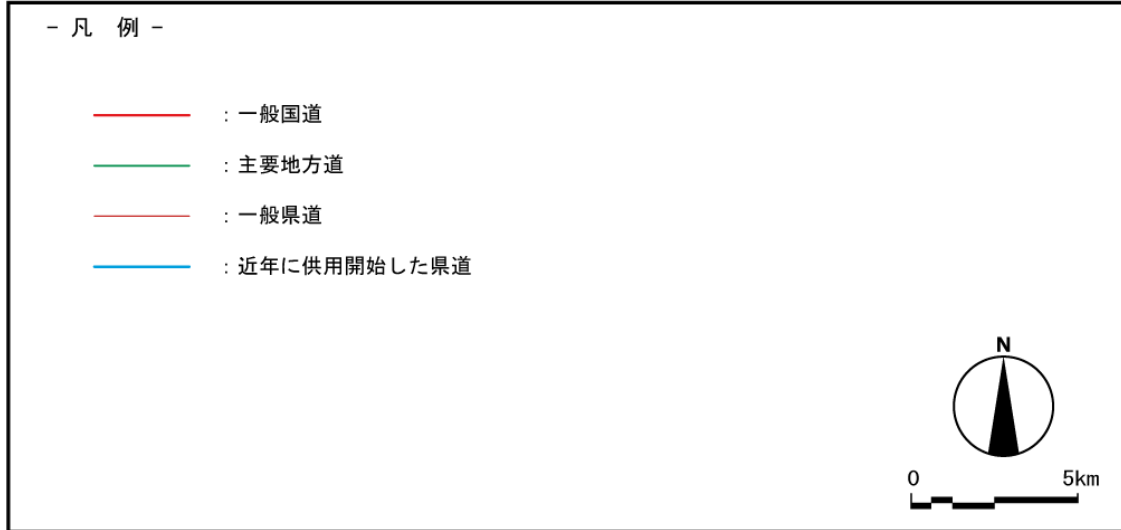 - 凡 例 -
: 一般国道
: 主要地方道
: 一般県道
: 近年に供用開始した県道
N
0 5km